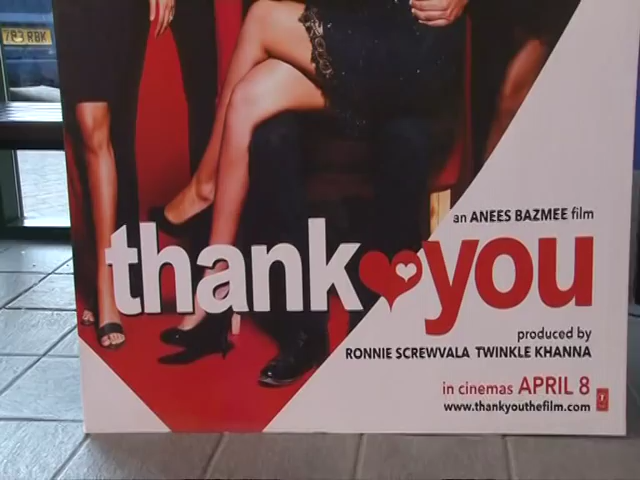 783 RBK
an ANEES BAZMEE film
thank you
produced by
RONNIE SCREWVALA TWINKLE KHANNA
in cinemas APRIL 8
www.thankyouthefilm.com